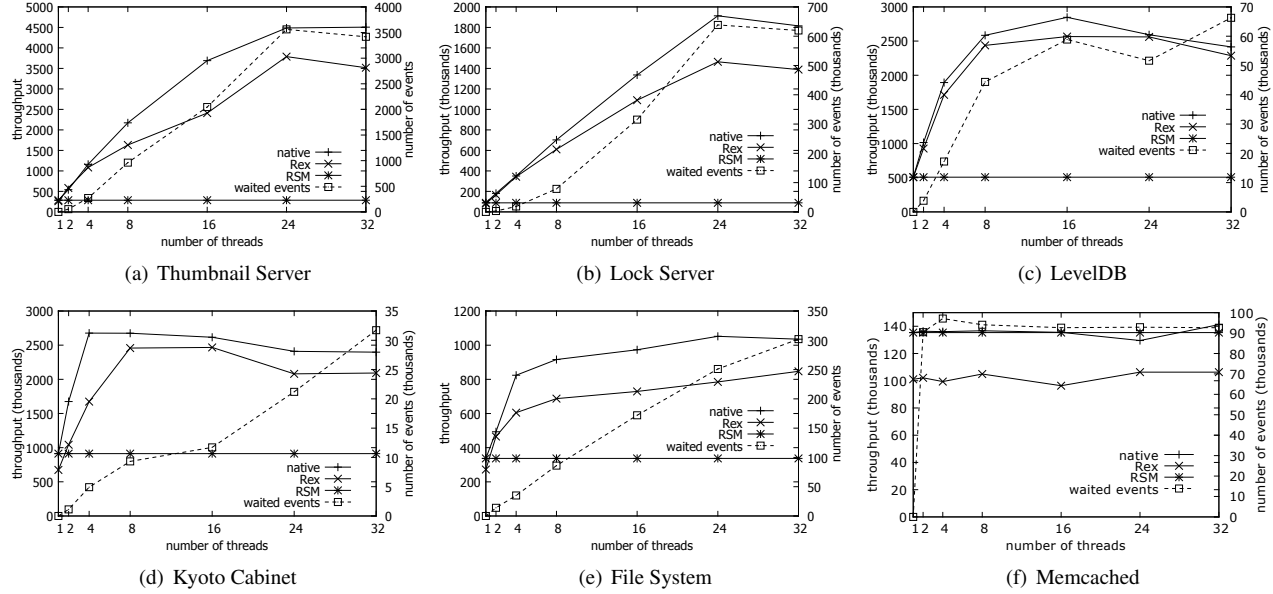 5000
4500
4000
3500
3000
2500
2000
1500
1000
500
0
throughput
4000
3500
3000
2500
2000
1500
1000
500
0
number of events
native
Rex
RSM
waited events
1 2 4 8 16 24 32
number of threads
(a) Thumbnail Server
2000
1800
1600
1400
1200
1000
800
600
400
200
0
throughput (thousands)
700
600
500
400
300
200
100
0
number of events (thousands)
native
Rex
RSM
waited events
1 2 4 8 16 24 32
number of threads
(b) Lock Server
3000
2500
2000
1500
1000
500
0
throughput (thousands)
70
60
50
40
30
20
10
0
number of events (thousands)
native
Rex
RSM
waited events
1 2 4 8 16 24 32
number of threads
(c) LevelDB
3000
2500
2000
1500
1000
500
0
throughput (thousands)
35
30
25
20
15
10
5
0
number of events (thousands)
native
Rex
RSM
waited events
1 2 4 8 16 24 32
number of threads
(d) Kyoto Cabinet
1200
1000
800
600
400
200
0
throughput
350
300
250
200
150
100
50
0
number of events
native
Rex
RSM
waited events
1 2 4 8 16 24 32
number of threads
(e) File System
140
120
100
80
60
40
20
0
throughput (thousands)
100
90
80
70
60
50
40
30
20
10
0
number of events (thousands)
native
Rex
RSM
waited events
1 2 4 8 16 24 32
number of threads
(f) Memcached